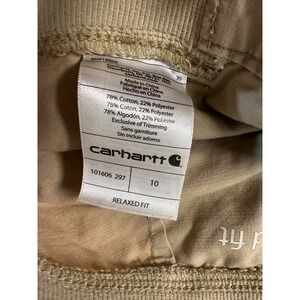 Made in China
Fabriqué en Chine
Hecho en China
78% Cotton, 22% Polyester
78% Coton, 22% Polyester
78% Algodón, 22% Poliéster
Exclusive of Trimming
Sans garniture
Sin incluir adorno
carhartt
101606 297
10
RELAXED FIT
d fit